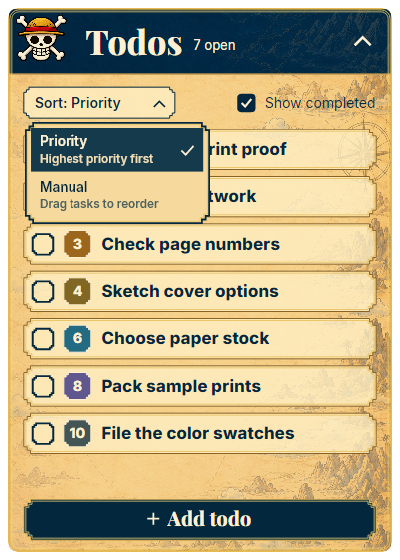 Todos 7 open
Sort: Priority
Show completed
Priority
Highest priority first
Manual
Drag tasks to reorder
print proof
3 Check page numbers
4 Sketch cover options
6 Choose paper stock
8 Pack sample prints
10 File the color swatches
+ Add todo